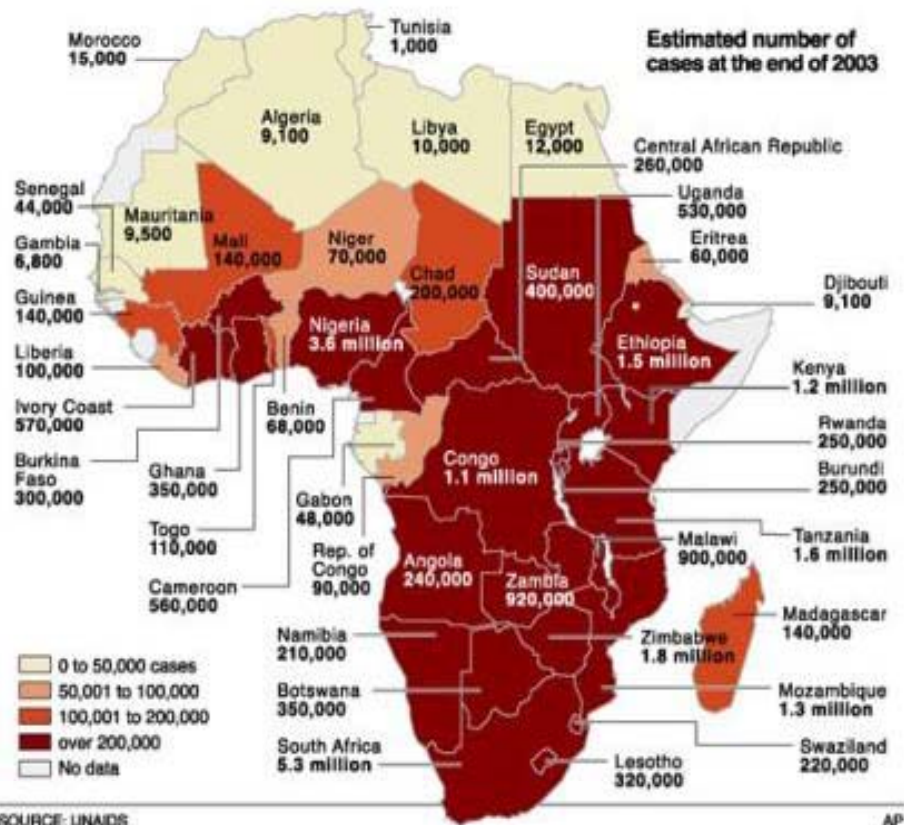 Estimated number of
cases at the end of 2003
Morocco
15,000
Tunisia
1,000
Algeria
9,100
Libya
10,000
Egypt
12,000
Central African Republic
260,000
Uganda
530,000
Eritrea
60,000
Djibouti
9,100
Senegal
44,000
Mauritania
9,500
Mali
140,000
Niger
70,000
Chad
200,000
Sudan
400,000
Gambia
6,800
Guinea
140,000
Nigeria
3.6 million
Ethiopia
1.5 million
Liberia
100,000
Kenya
1.2 million
Ivory Coast
570,000
Benin
68,000
Rwanda
250,000
Burkina
Faso
300,000
Ghana
350,000
Congo
1.1 million
Burundi
250,000
Gabon
48,000
Togo
110,000
Rep. of
Congo
90,000
Cameroon
560,000
Angola
240,000
Zambia
920,000
Malawi
900,000
Tanzania
1.6 million
Madagascar
140,000
Namibia
210,000
Zimbabwe
1.8 million
Botswana
350,000
Mozambique
1.3 million
South Africa
5.3 million
Lesotho
320,000
Swaziland
220,000
0 to 50,000 cases
50,001 to 100,000
100,001 to 200,000
over 200,000
No data
SOURCE: UNAIDS
AP